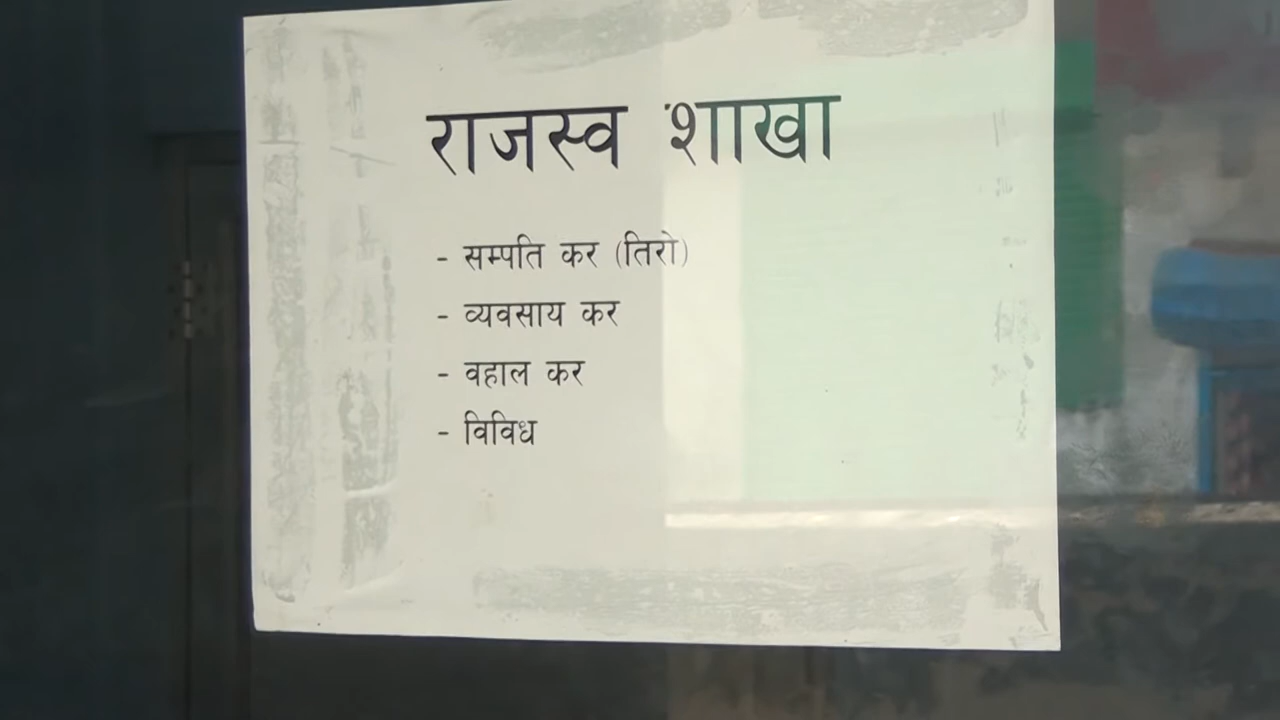 राजस्व शाखा
- सम्पति कर (तिरो)
- व्यवसाय कर
- वहाल कर
- विविध